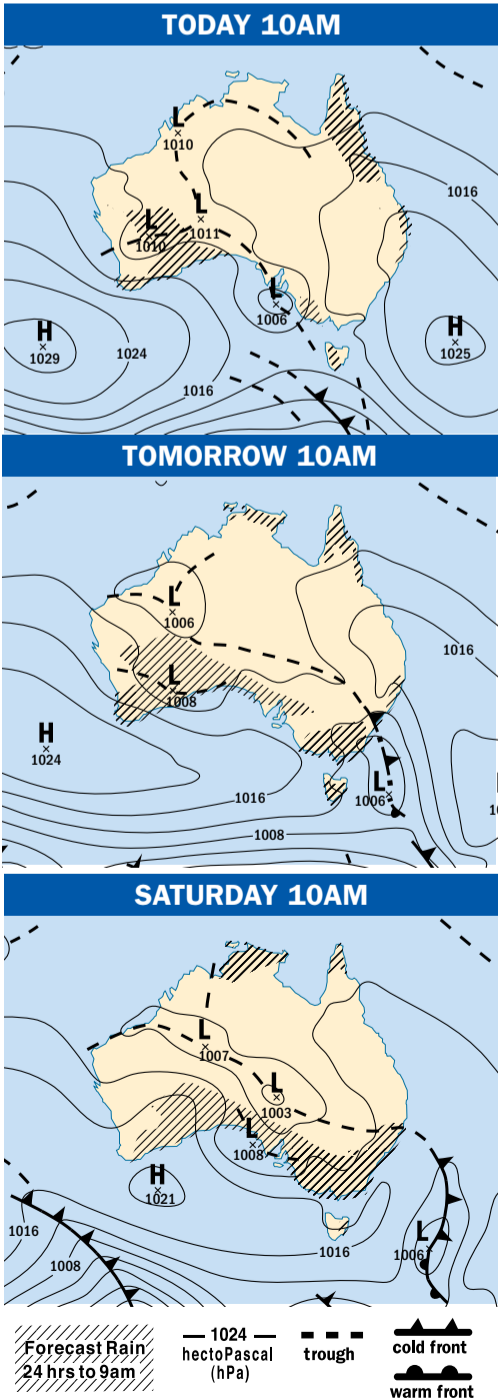 TODAY 10AM
L
1010
1016
L
1010
L
1011
L
1006
H
1029
1024
H
1025
1016
TOMORROW 10AM
L
1006
1016
L
1008
H
1024
L
1006
1016
1008
SATURDAY 10AM
L
1007
L
1003
L
1008
H
1021
1016
L
1006
1016
1008
Forecast Rain
24 hrs to 9am
1024
hectoPascal
(hPa)
trough
cold front
warm front